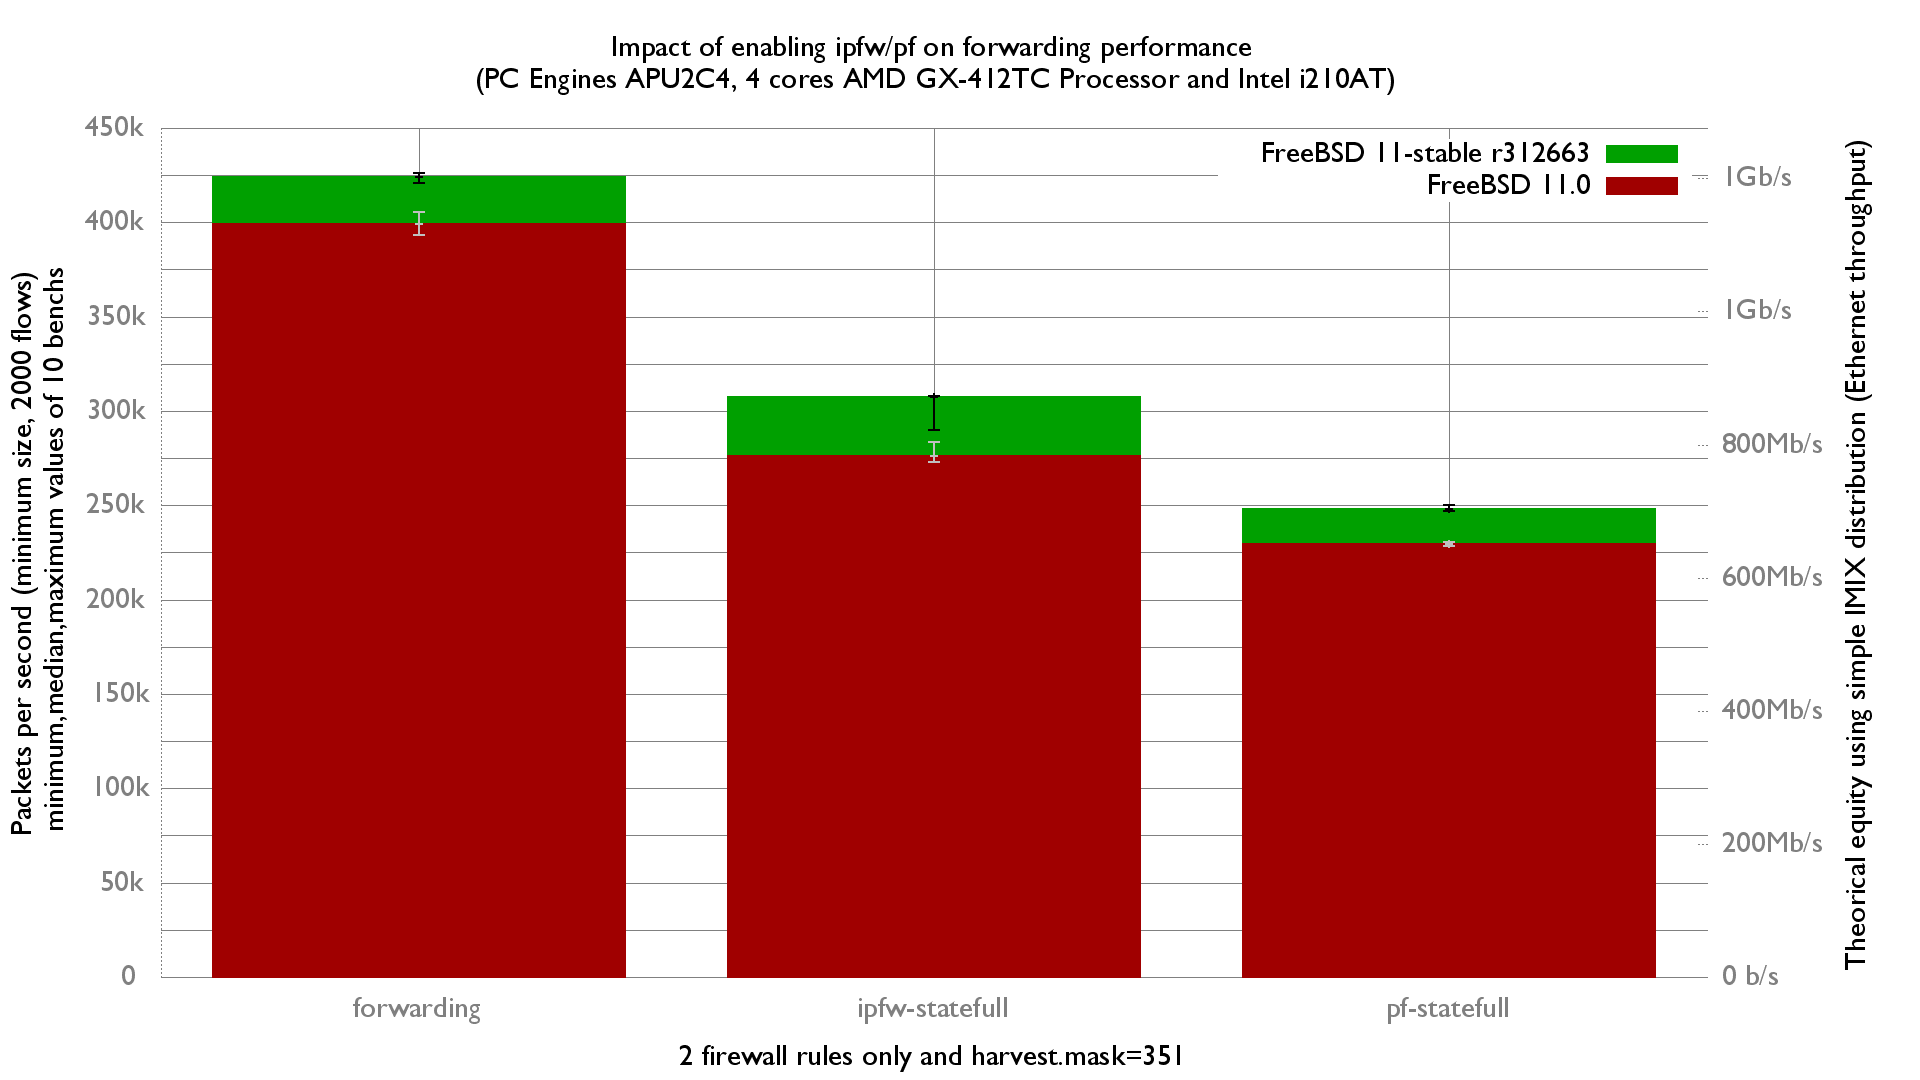 Impact of enabling ipfw/pf on forwarding performance
(PC Engines APU2C4, 4 cores AMD GX-412TC Processor and Intel i210AT)
FreeBSD 11-stable r312663
FreeBSD 11.0
Packets per second (minimum size, 2000 flows)
minimum,median,maximum values of 10 benchs
450k
400k
350k
300k
250k
200k
150k
100k
50k
0
1Gb/s
1Gb/s
800Mb/s
600Mb/s
400Mb/s
200Mb/s
0 b/s
Theorical equity using simple IMIX distribution (Ethernet throughput)
forwarding
ipfw-statefull
pf-statefull
2 firewall rules only and harvest.mask=351